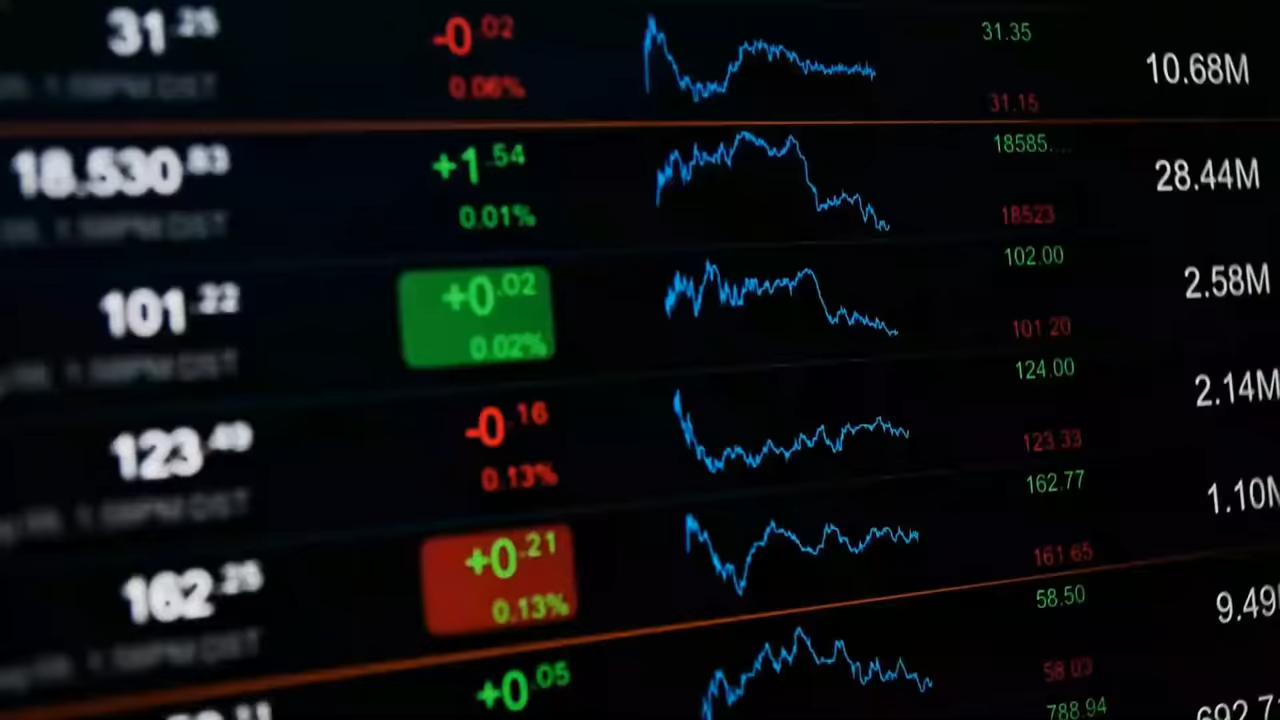 31.25 -0.02 31.35
0.06% 31.15 10.68M
18.530.83 +1.54 18585....
0.01% 18523 28.44M
101.22 +0.02 102.00
0.02% 101.20 2.58M
123.49 -0.16 124.00
0.13% 123.33 2.14M
162.25 +0.21 162.77
0.13% 161.65 1.10M
+0.05 58.50
58.03 9.49
788.94
692.7